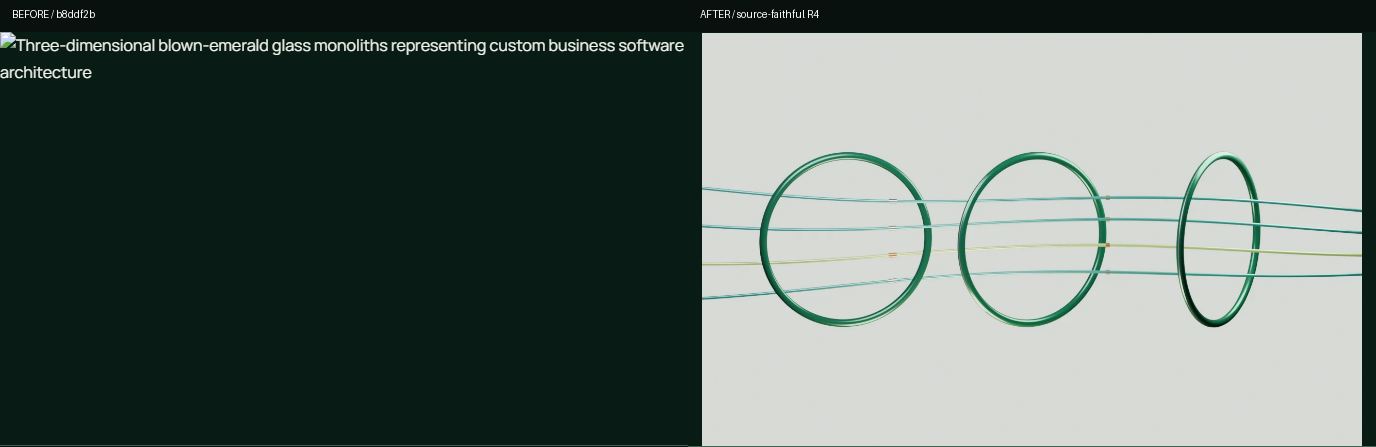 BEFORE / b8ddf2b
AFTER / source-faithful R4
Three-dimensional blown-emerald glass monoliths representing custom business software
architecture